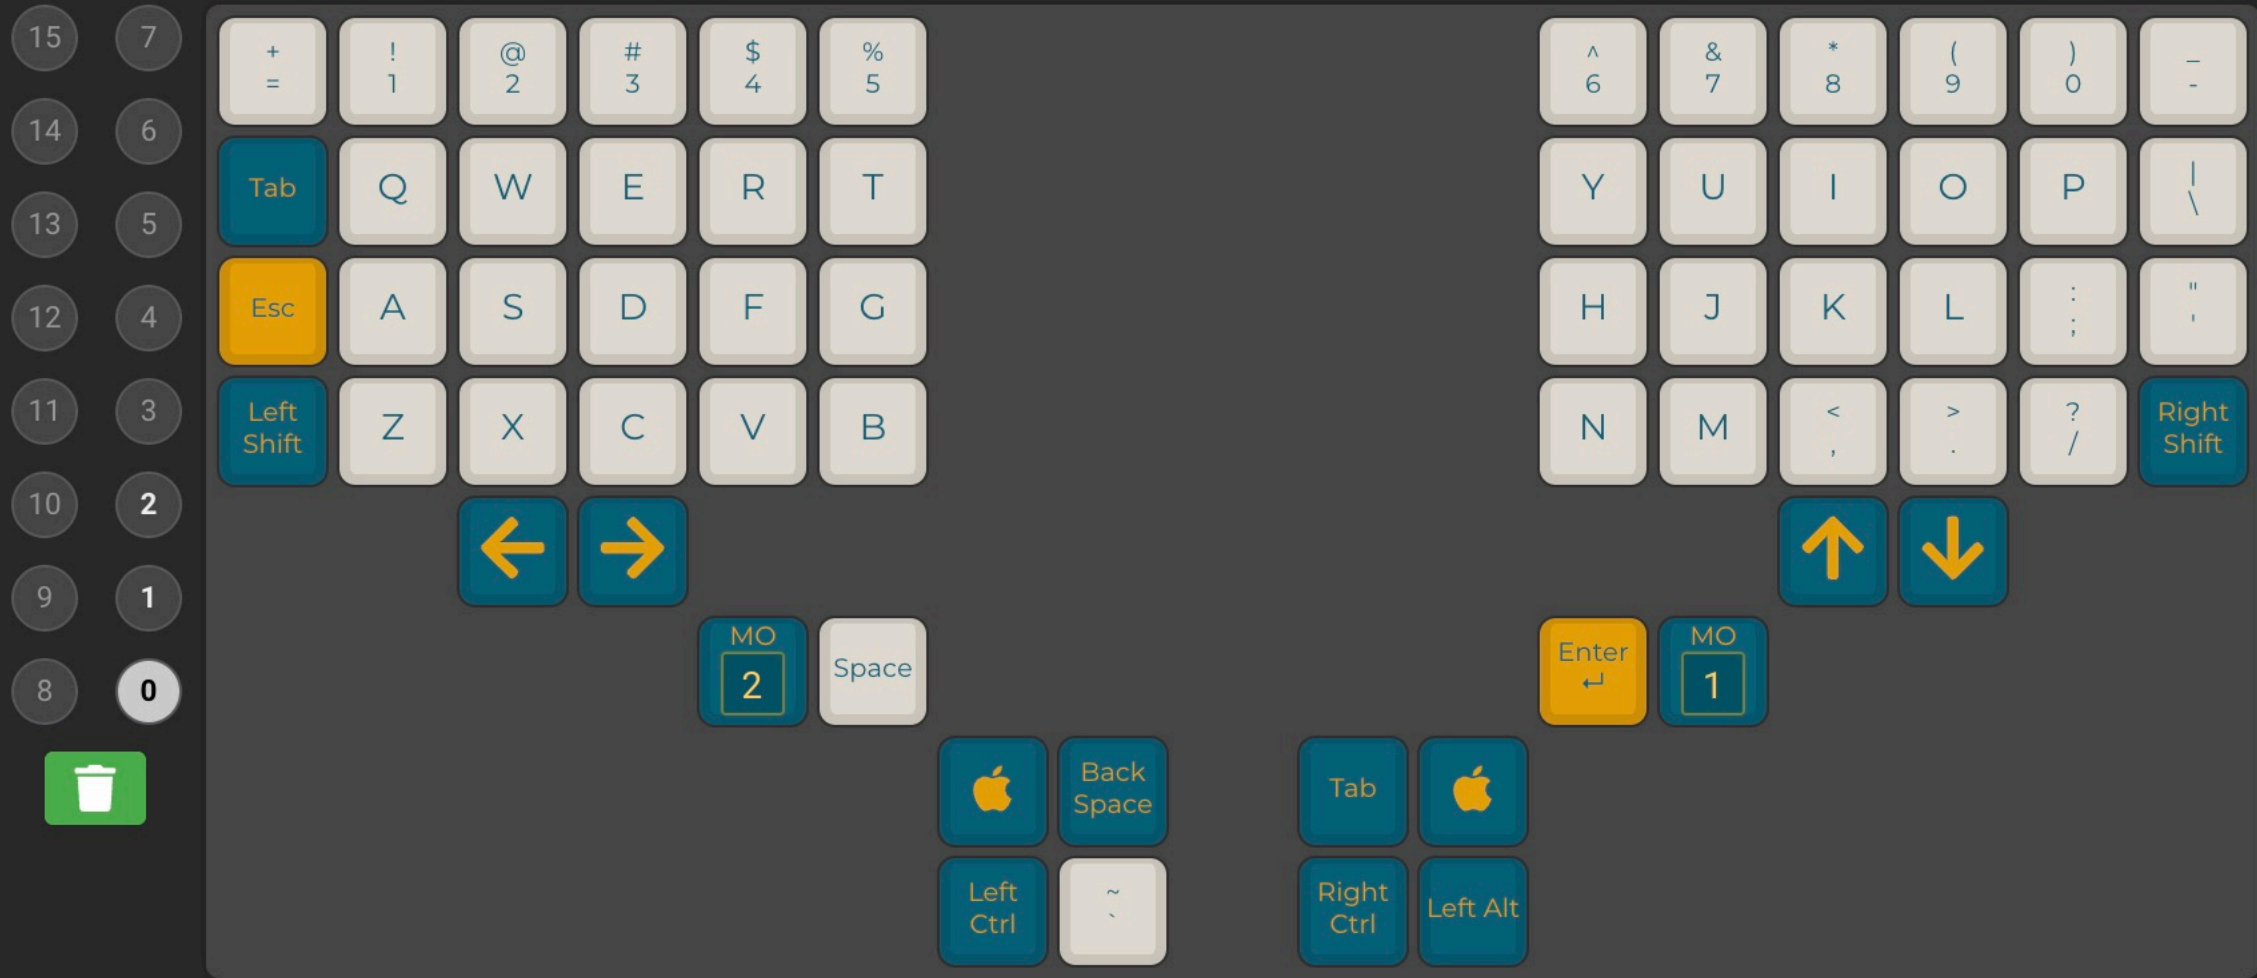 15 7 + ! @ # $ % ^ & * ( ) _
= 1 2 3 4 5 6 7 8 9 0 -
14 6
Tab Q W E R T Y U I O P | \
13 5
Esc A S D F G H J K L : ; " '
12 4
11 3
Left Shift Z X C V B N M < , > . ? / Right Shift
10 2 ← → ↑ ↓
9 1
MO 2 Space Enter ↵ MO 1
8 0
Back Space Tab
Left Ctrl ~ ` Right Ctrl Left Alt